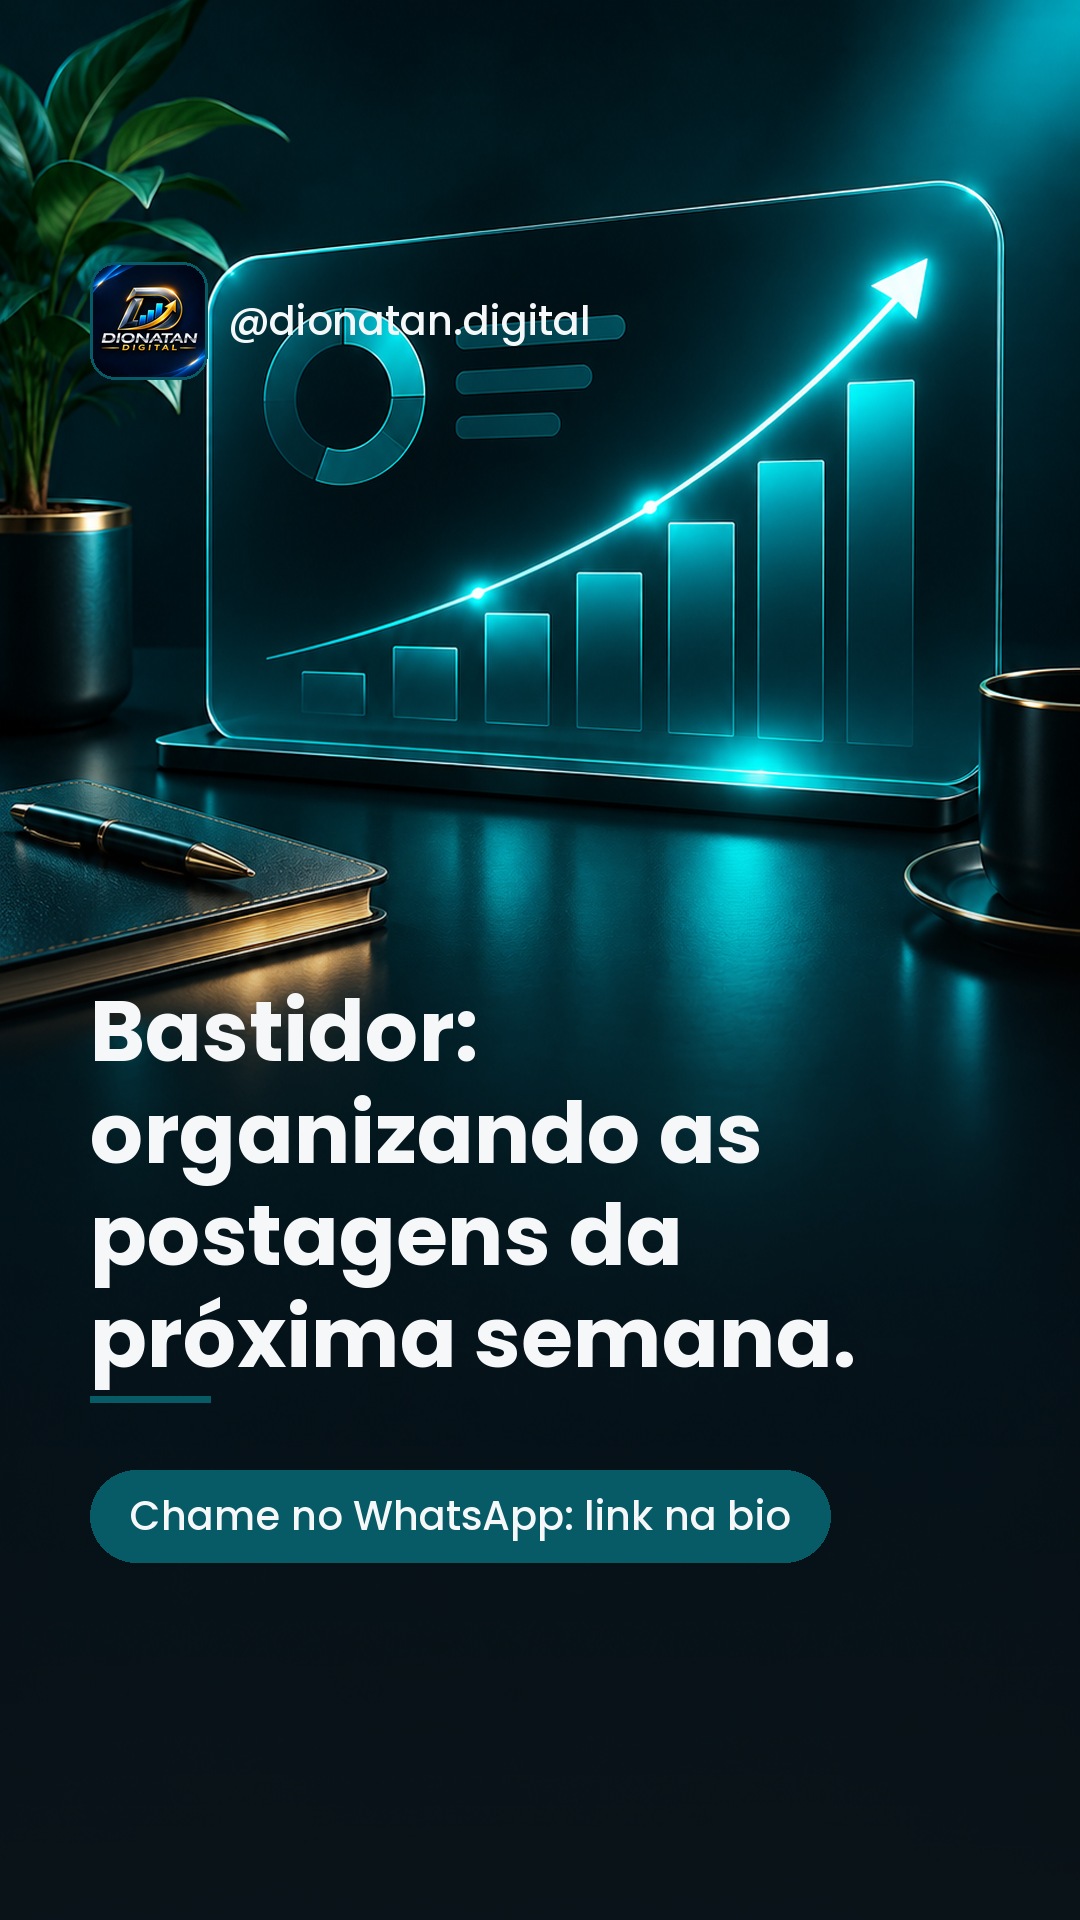 DIONATAN
DIGITAL
@dionatan.digital
Bastidor:
organizando as
postagens da
próxima semana.
Chame no WhatsApp: link na bio